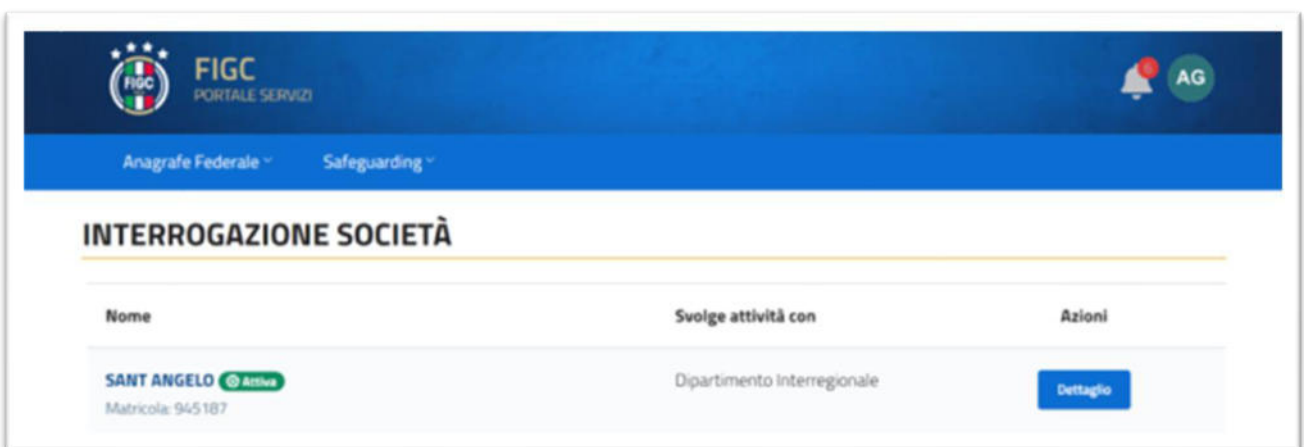 FIGC
FIGC
PORTALE SERVIZI
6
AG
Anagrafe Federale
Safeguarding
INTERROGAZIONE SOCIETÀ
Nome Svolge attività con Azioni
SANT ANGELO Attiva Dipartimento Interregionale Dettaglio
Matricola: 945187